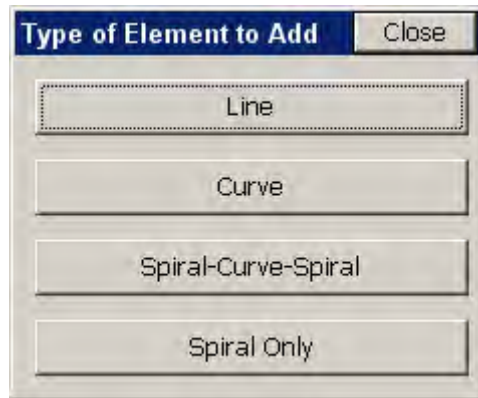 Type of Element to Add Close
Line
Curve
Spiral-Curve-Spiral
Spiral Only